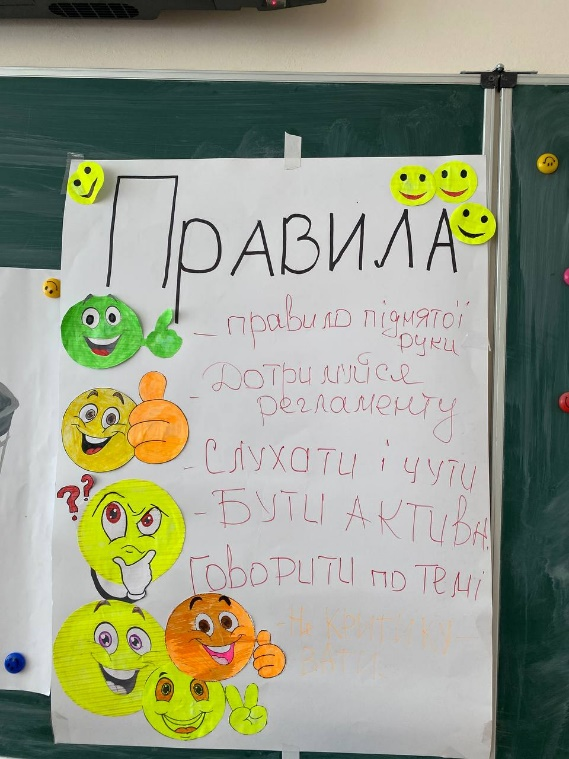 Правила
– правило піднятої
руки
– Дотримуйся
регламенту
– Слухати і чути
– Бути активн.
Говорити по темі
– Не критику
вати
??